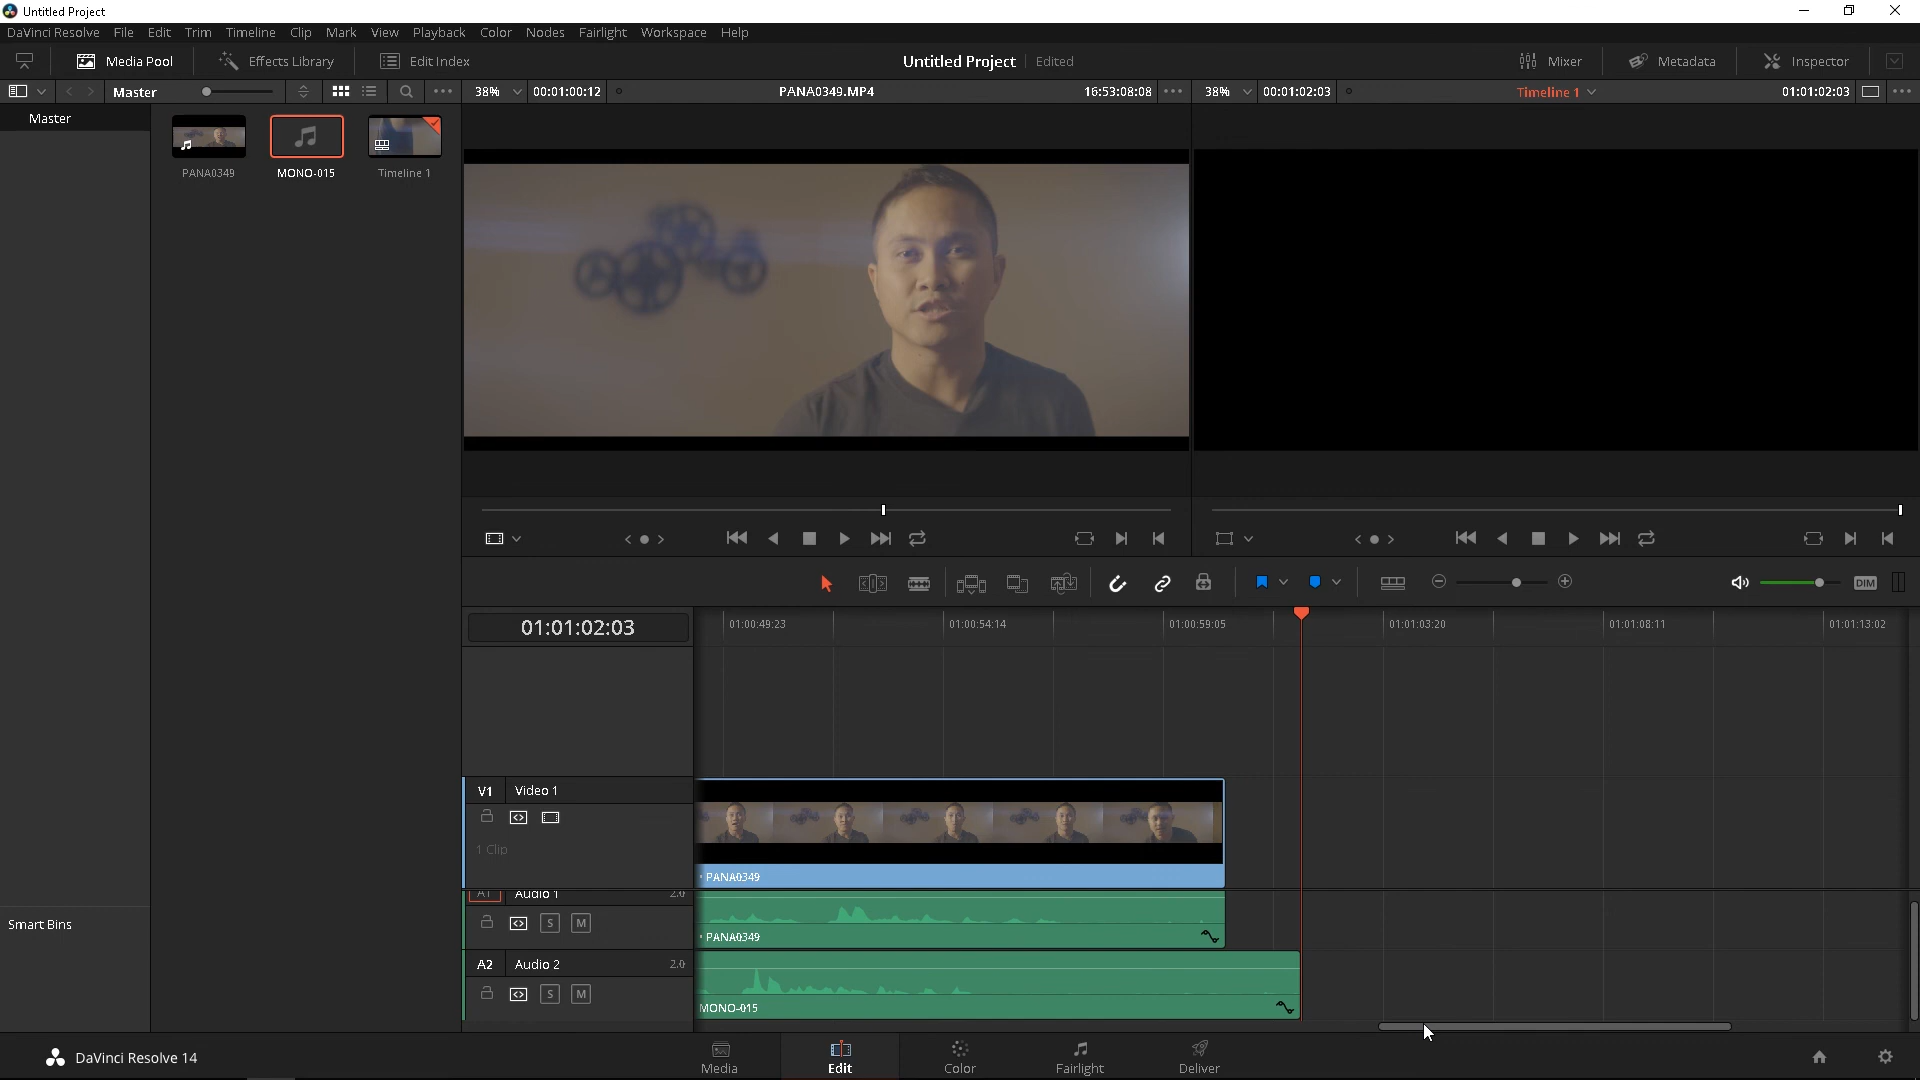 Untitled Project
DaVinci Resolve File Edit Trim Timeline Clip Mark View Playback Color Nodes Fairlight Workspace Help
Media Pool Effects Library Edit Index Untitled Project Edited Mixer Metadata Inspector
Master 38% 00:01:00:12 PANA0349.MP4 16:53:08:08 38% 00:01:02:03 Timeline 1 01:01:02:03
Master
PANA0349 MONO-015 Timeline 1
DIM
01:01:02:03 01:00:49:23 01:00:54:14 01:00:59:05 01:01:03:20 01:01:08:11 01:01:13:02
V1 Video 1
1 Clip
PANA0349
A1 Audio 1 2.0
S M
PANA0349
Smart Bins
A2 Audio 2 2.0
S M
MONO-015
DaVinci Resolve 14
Media Edit Color Fairlight Deliver